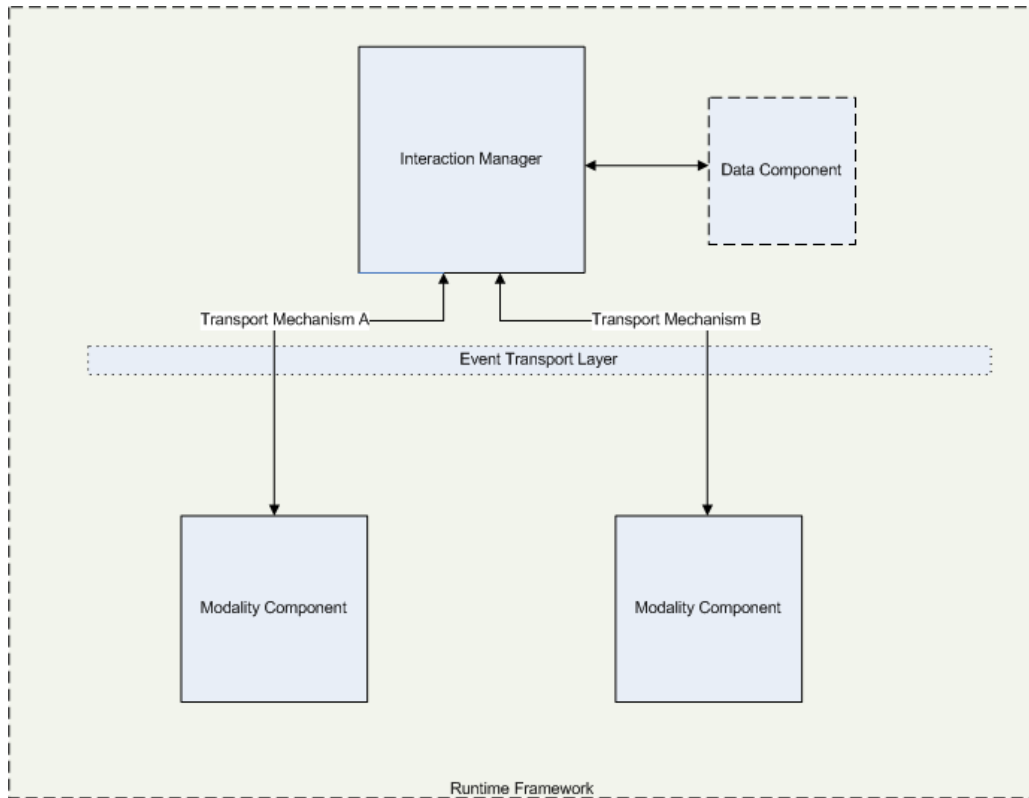 Interaction Manager
Data Component
Transport Mechanism A
Transport Mechanism B
Event Transport Layer
Modality Component
Modality Component
Runtime Framework